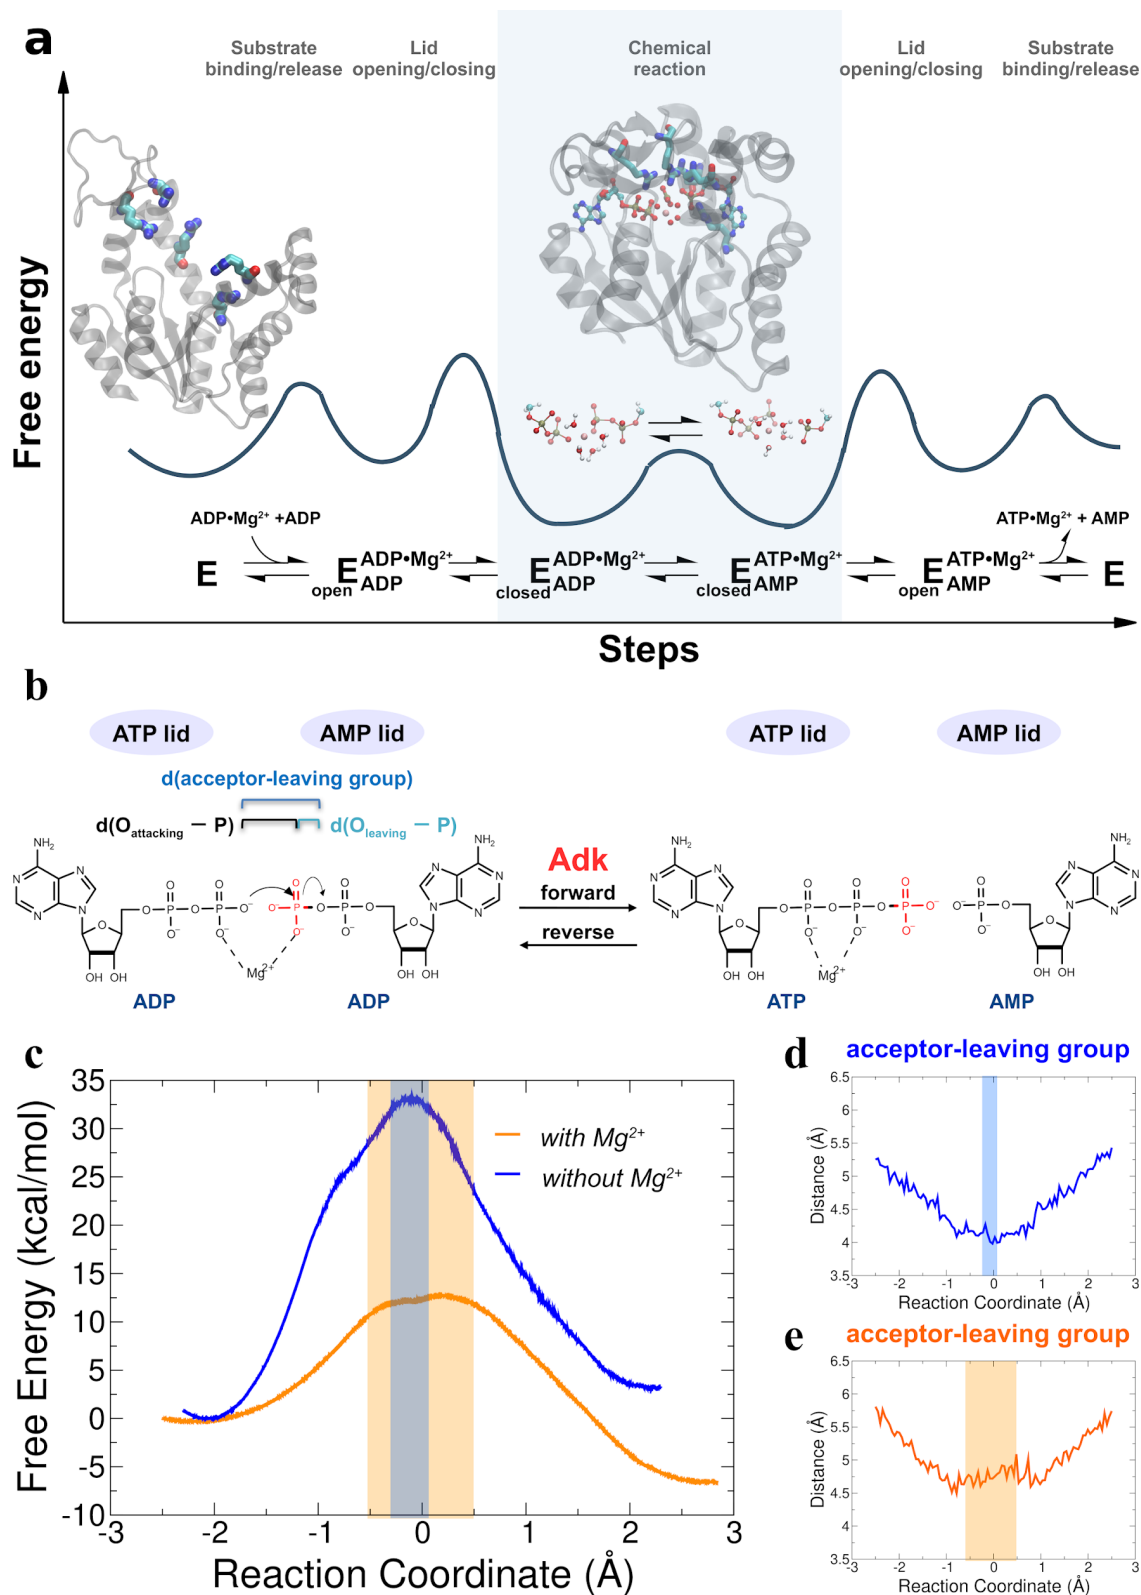 a
Substrate
binding/release
Lid
opening/closing
Chemical
reaction
Lid
opening/closing
Substrate
binding/release
Free energy
ADP•Mg²⁺ +ADP
ATP•Mg²⁺ + AMP
E
E open ADP•Mg²⁺ ADP
E closed ADP•Mg²⁺ ADP
E closed ATP•Mg²⁺ AMP
E open ATP•Mg²⁺ AMP
E
Steps
b
ATP lid
AMP lid
ATP lid
AMP lid
d(acceptor-leaving group)
d(Oattacking – P)
d(Oleaving – P)
NH₂
N
N
N
N
O
OH OH
O
O
P
O⁻
O
O
P
O⁻
O⁻
O
O⁻
P
O⁻
O
O
P
O⁻
O
NH₂
N
N
N
N
O
OH OH
Mg²⁺
ADP
ADP
Adk
forward
reverse
NH₂
N
N
N
N
O
OH OH
O
O
P
O⁻
O
O
P
O⁻
O
O
P
O⁻
O⁻
O⁻
O
P
O⁻
O
NH₂
N
N
N
N
O
OH OH
Mg²⁺
ATP
AMP
c
Free Energy (kcal/mol)
35
30
25
20
15
10
5
0
-5
-10
with Mg²⁺
without Mg²⁺
-3 -2 -1 0 1 2 3
Reaction Coordinate (Å)
d
acceptor-leaving group
Distance (Å)
6.5
6
5.5
5
4.5
4
3.5
-3 -2 -1 0 1 2 3
Reaction Coordinate (Å)
e
acceptor-leaving group
Distance (Å)
6.5
6
5.5
5
4.5
4
3.5
-3 -2 -1 0 1 2 3
Reaction Coordinate (Å)